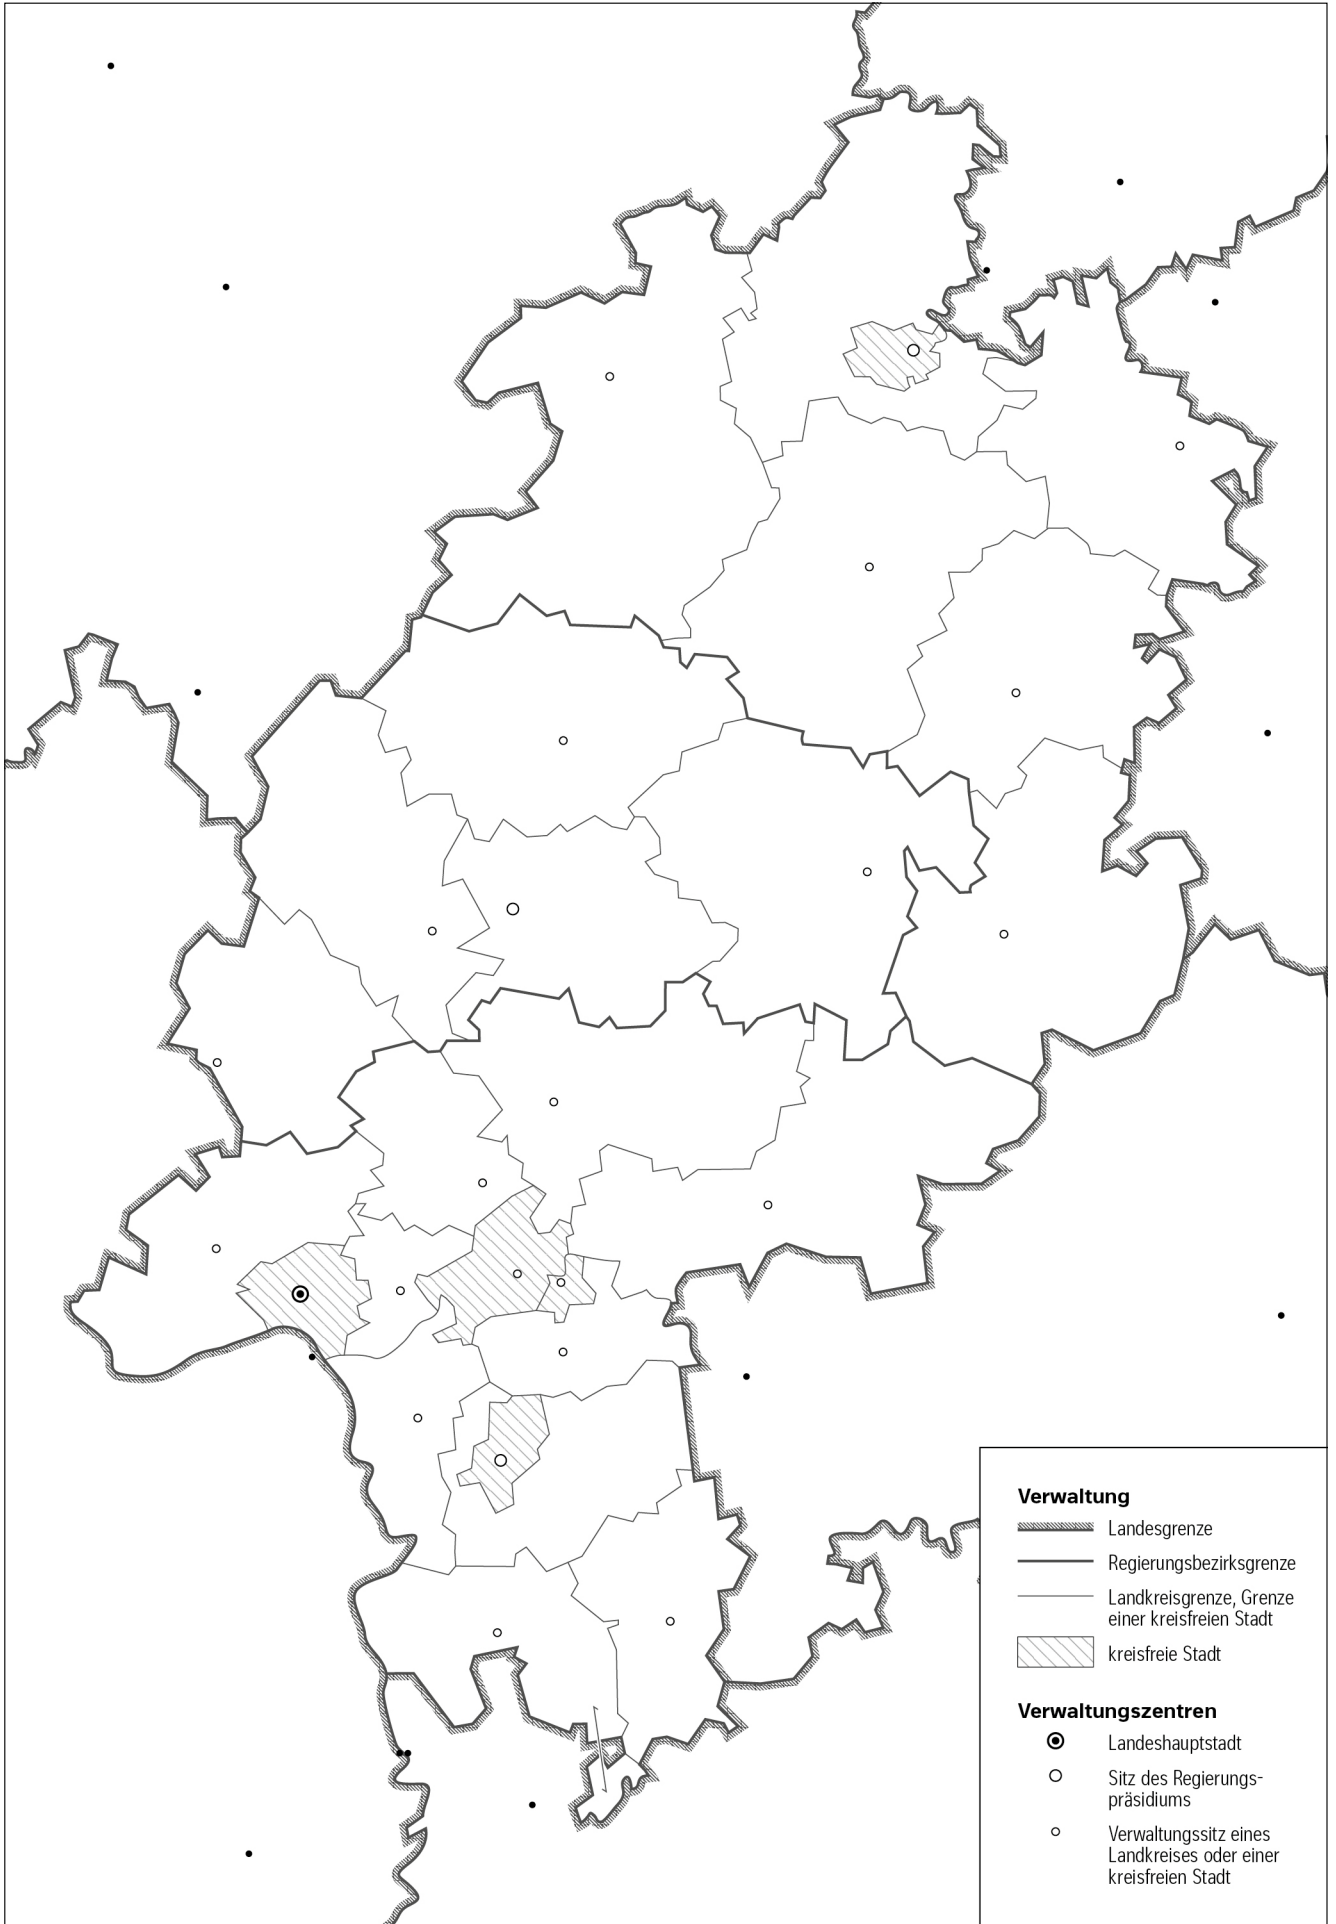 Verwaltung
Landesgrenze
Regierungsbezirksgrenze
Landkreisgrenze, Grenze
einer kreisfreien Stadt
kreisfreie Stadt
Verwaltungszentren
Landeshauptstadt
Sitz des Regierungs-
präsidiums
Verwaltungssitz eines
Landkreises oder einer
kreisfreien Stadt